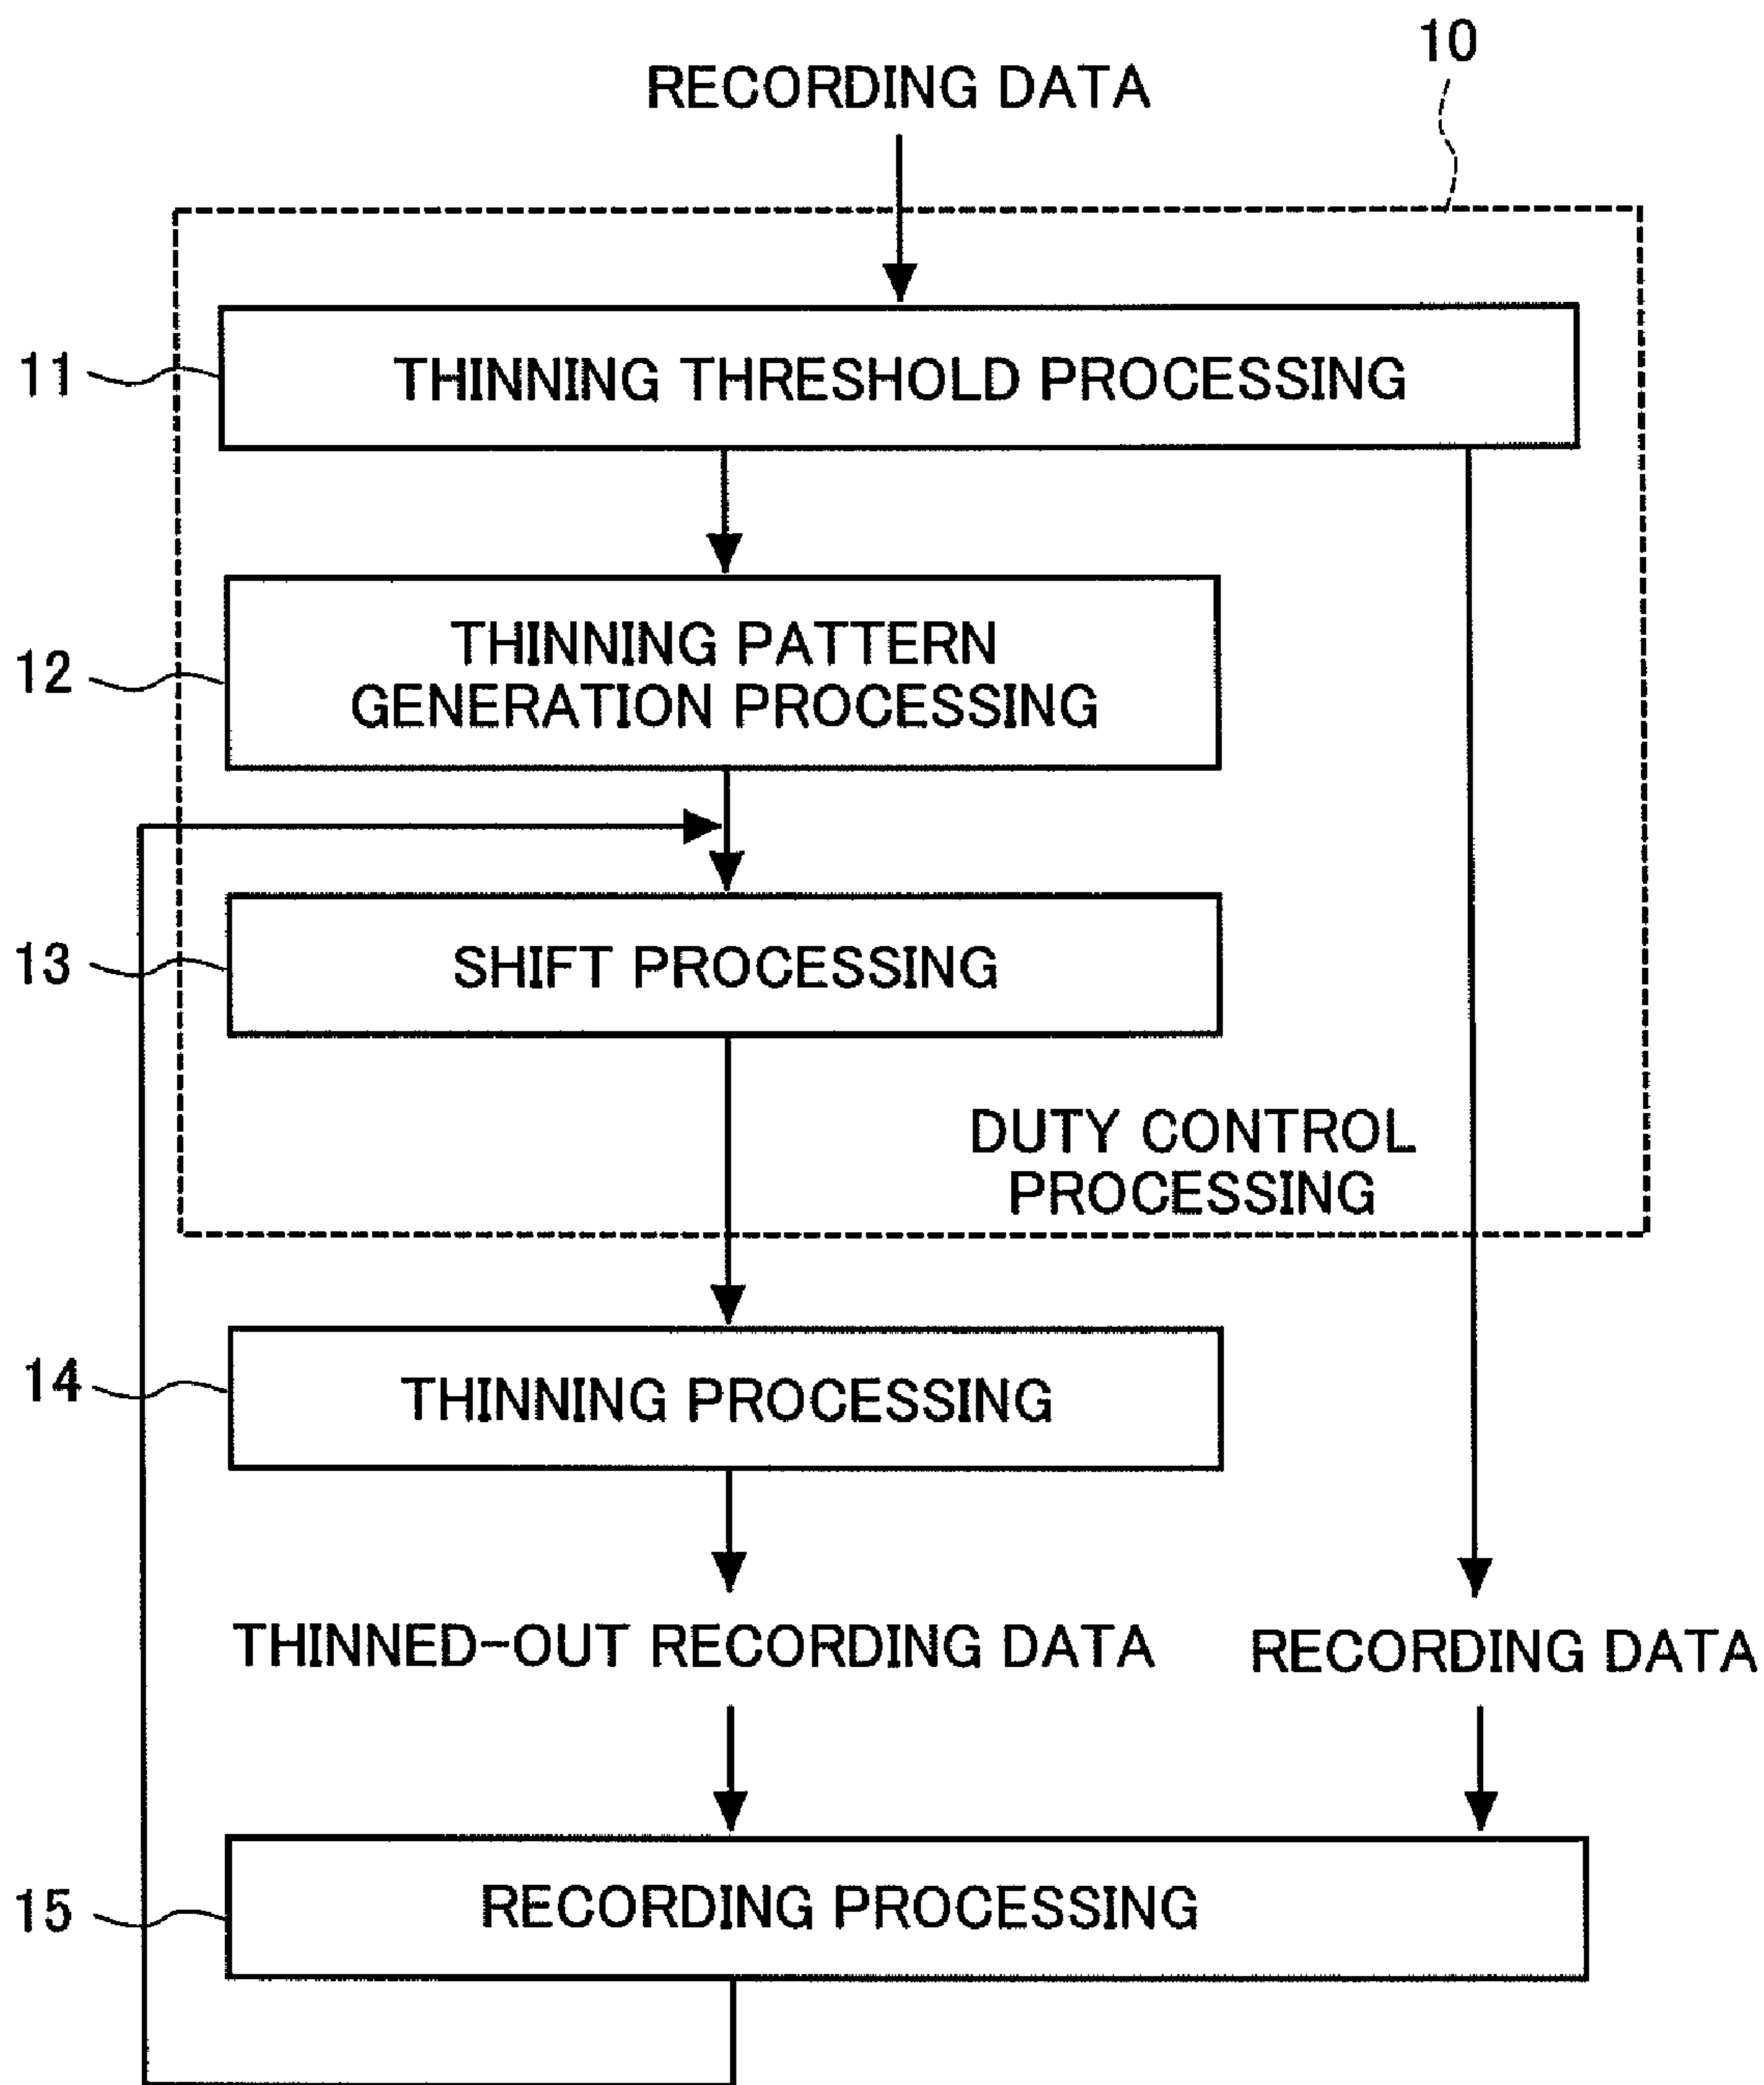 10
RECORDING DATA
11
THINNING THRESHOLD PROCESSING
12
THINNING PATTERN
GENERATION PROCESSING
13
SHIFT PROCESSING
DUTY CONTROL
PROCESSING
14
THINNING PROCESSING
THINNED-OUT RECORDING DATA
RECORDING DATA
15
RECORDING PROCESSING